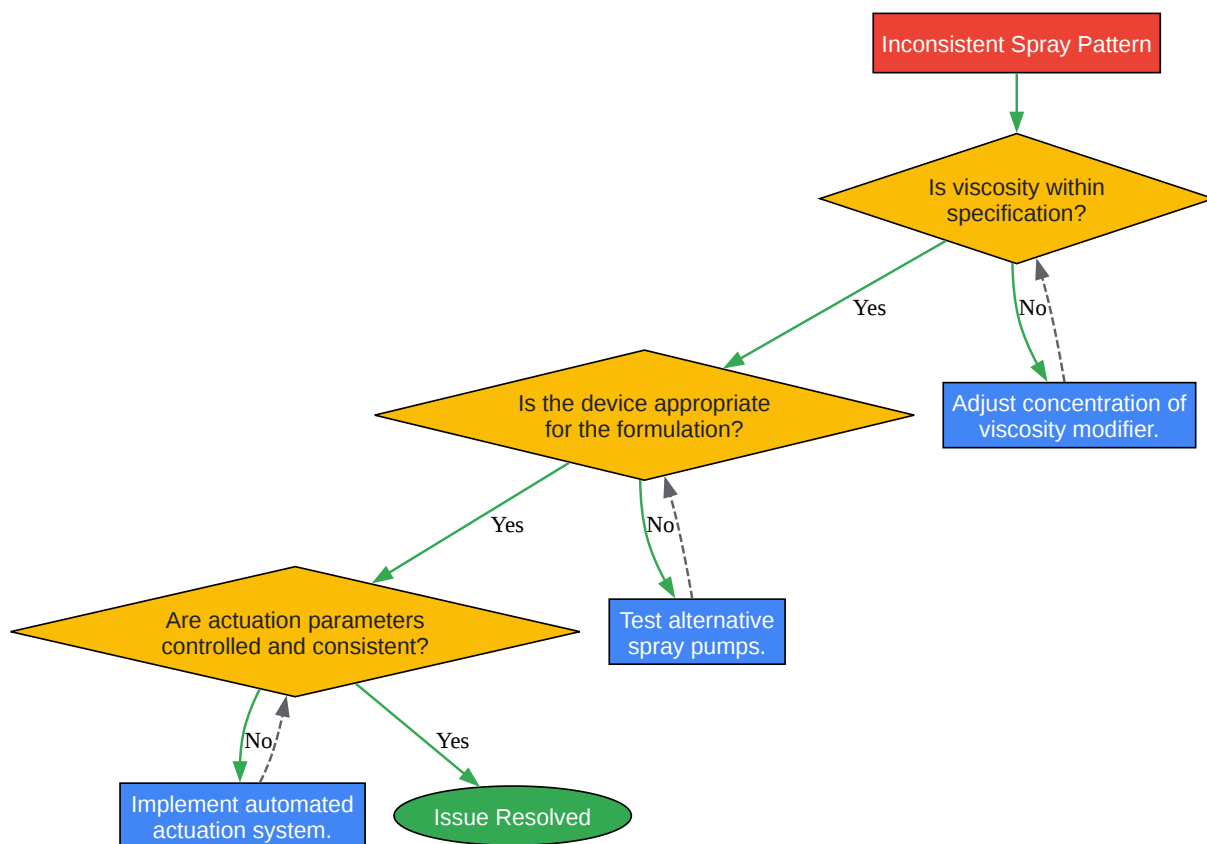 Inconsistent Spray Pattern
Is viscosity within
specification?
Yes
No
Adjust concentration of
viscosity modifier.
Is the device appropriate
for the formulation?
Yes
No
Test alternative
spray pumps.
Are actuation parameters
controlled and consistent?
No
Yes
Implement automated
actuation system.
Issue Resolved